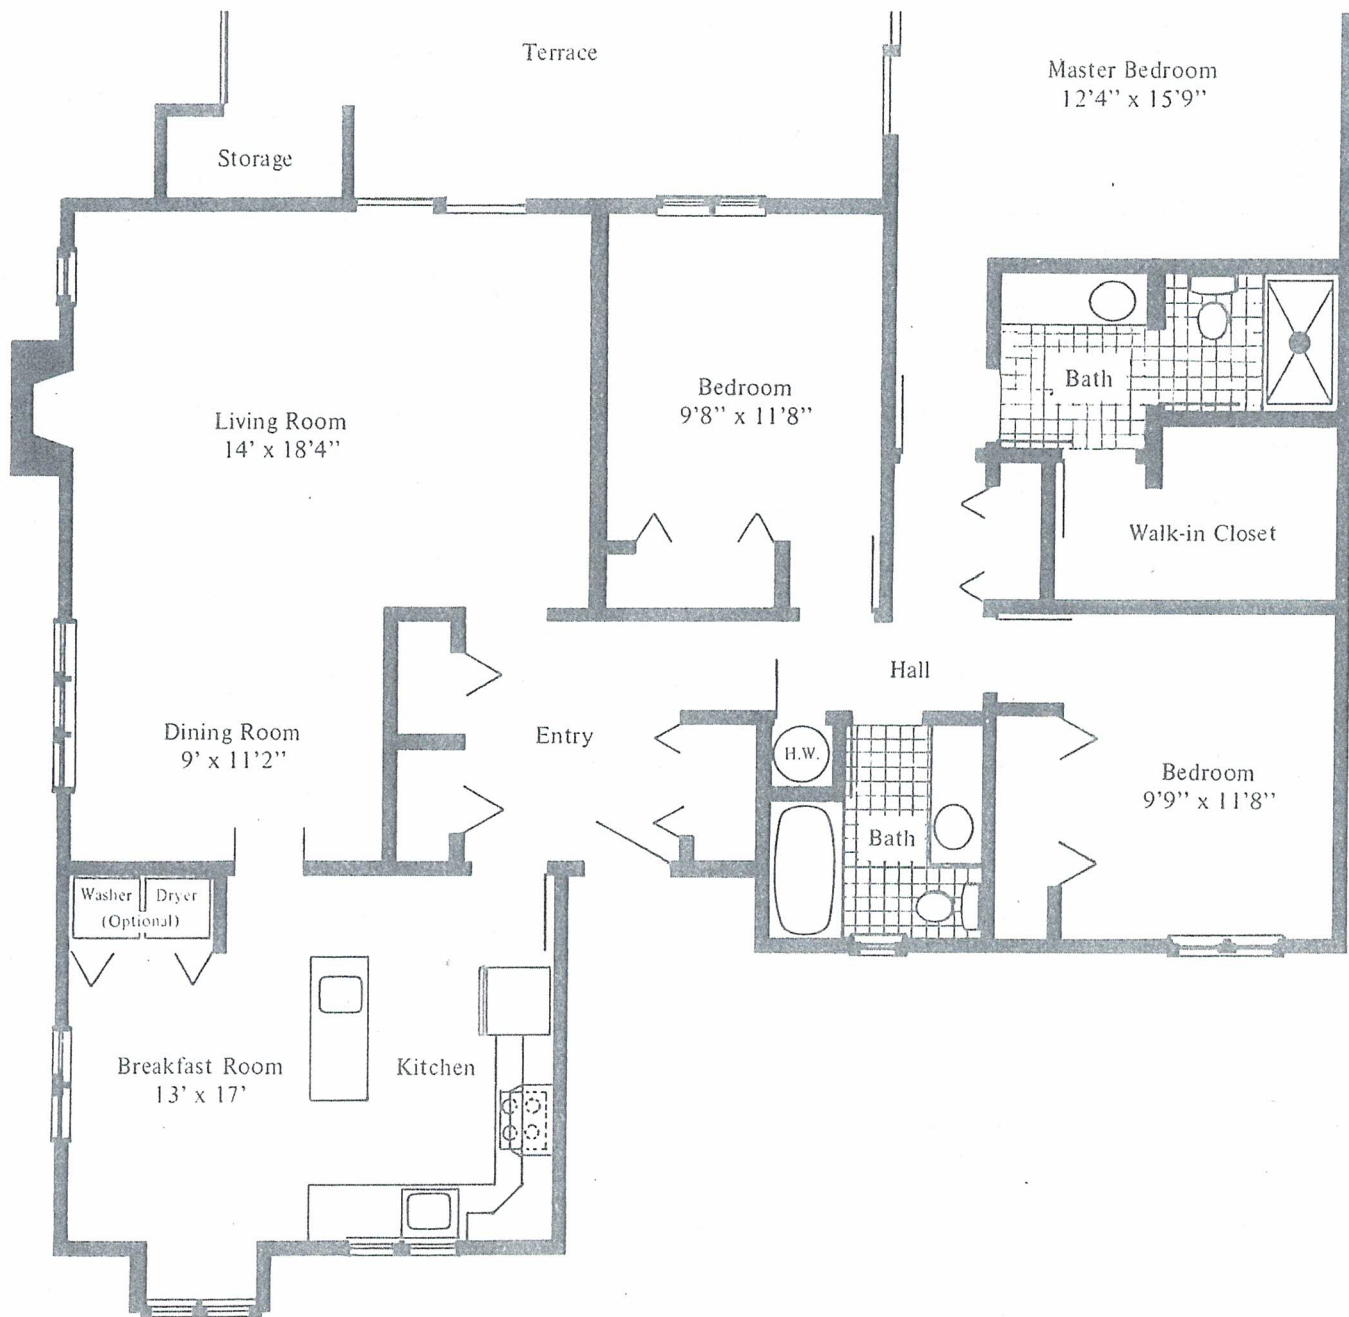 Terrace
Master Bedroom
12'4" x 15'9"
Storage
Bedroom
9'8" x 11'8"
Bath
Living Room
14' x 18'4"
Walk-in Closet
Hall
Dining Room
9' x 11'2"
Entry
H.W.
Bedroom
9'9" x 11'8"
Bath
Washer
Dryer
(Optional)
Breakfast Room
13' x 17'
Kitchen